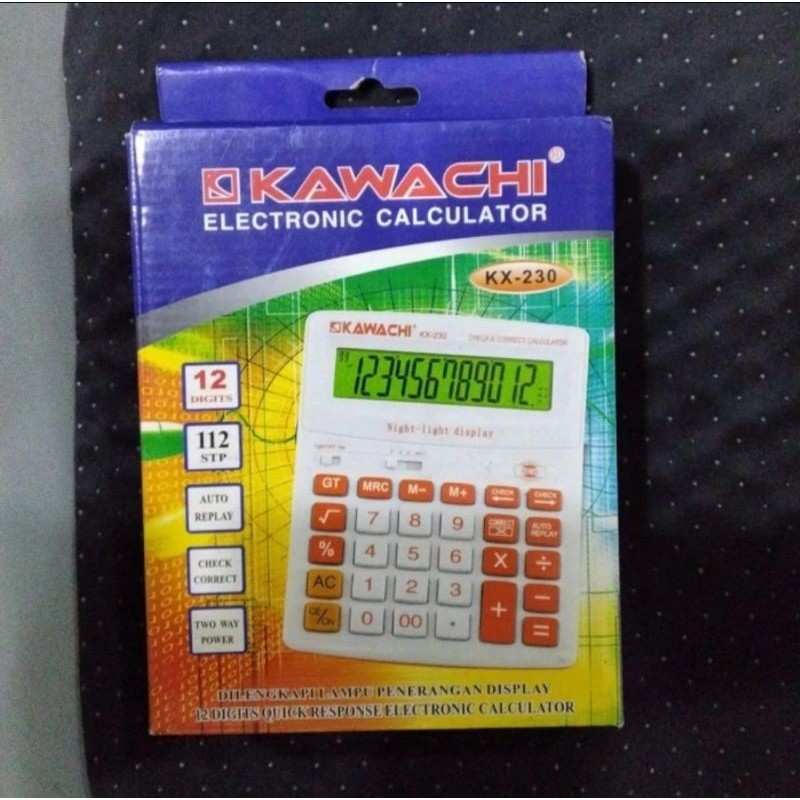 KAWACHI®
ELECTRONIC CALCULATOR
KX-230
KAWACHI KX-230 CHECK & CORRECT CALCULATOR
123456789012
Night-light display
12
DIGITS
112
STP
AUTO
REPLAY
CHECK
CORRECT
TWO WAY
POWER
GT MRC M− M+ CHECK ← CHECK →
√ 7 8 9 CORRECT AUTO REPLAY
% 4 5 6 X ÷
AC 1 2 3 + −
CE/ON 0 00 . =
DILENGKAPI LAMPU PENERANGAN DISPLAY
12 DIGITS QUICK RESPONSE ELECTRONIC CALCULATOR